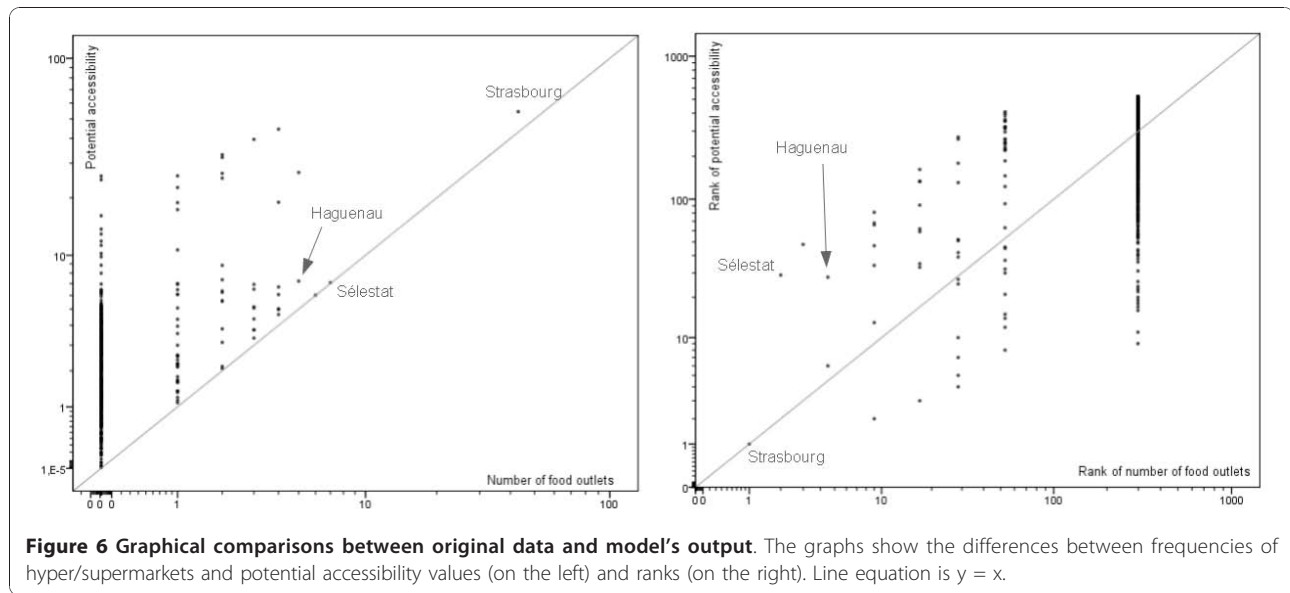 100
Potential accessibility
Strasbourg
Haguenau
10
Sélestat
1
1,E-5
Number of food outlets
0 0 0
1
10
100
1000
Rank of potential accessibility
Haguenau
100
Sélestat
10
1
Strasbourg
0
Rank of number of food outlets
0 0
1
10
100
1000
Figure 6 Graphical comparisons between original data and model's output. The graphs show the differences between frequencies of
hyper/supermarkets and potential accessibility values (on the left) and ranks (on the right). Line equation is y = x.